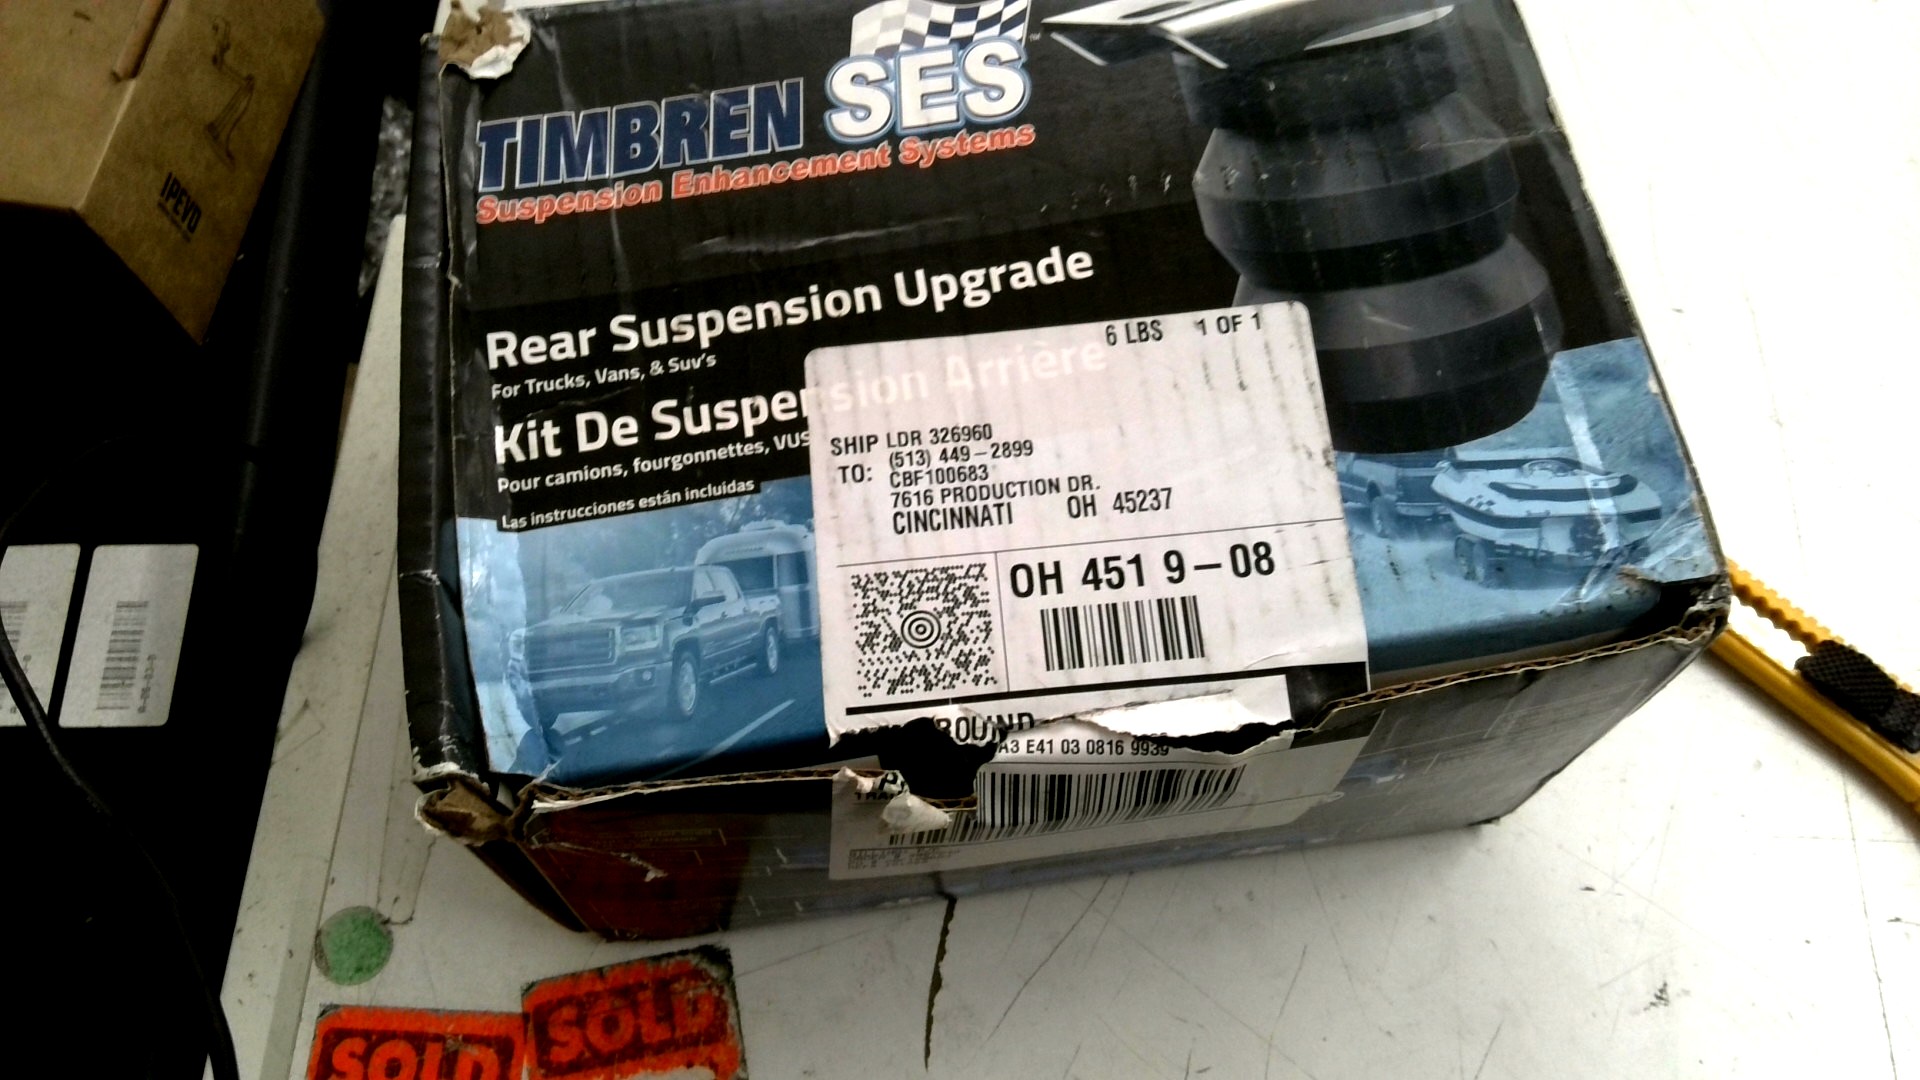 IPEVO
TIMBREN SES
™
Suspension Enhancement Systems
Rear Suspension Upgrade
For Trucks, Vans, & Suv's
Kit De Suspension Arrière
Pour camions, fourgonnettes, VUS
Las instrucciones están incluidas
6 LBS 1 OF 1
SHIP TO:
LDR 326960
(513) 449-2899
CBF100683
7616 PRODUCTION DR.
CINCINNATI OH 45237
OH 451 9-08
A3 E41 03 0816 9939
SOLD
SOLD